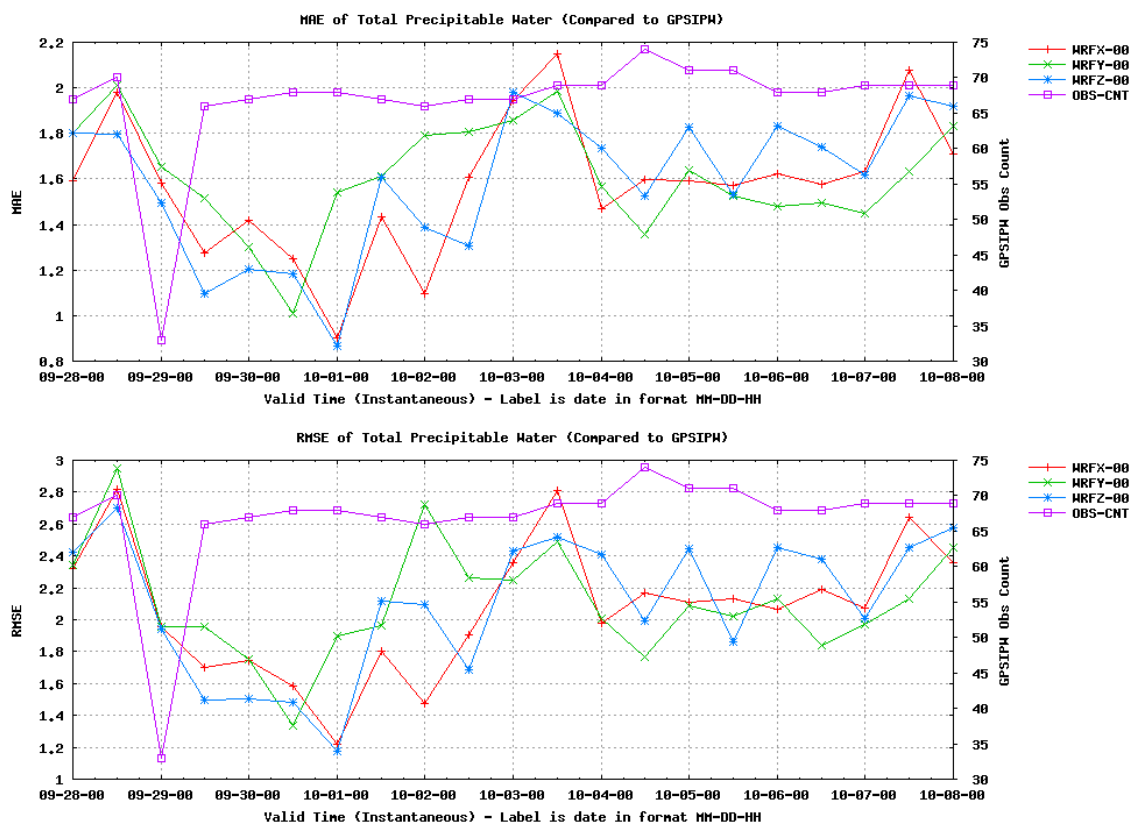 MAE of Total Precipitable Water (Compared to GPSIPW)
2.2
2
1.8
1.6
1.4
1.2
1
0.8
MAE
75
70
65
60
55
50
45
40
35
30
GPSIPW Obs Count
WRFX-00
WRFY-00
WRFZ-00
OBS-CNT
09-28-00 09-29-00 09-30-00 10-01-00 10-02-00 10-03-00 10-04-00 10-05-00 10-06-00 10-07-00 10-08-00
Valid Time (Instantaneous) - Label is date in format MM-DD-HH
RMSE of Total Precipitable Water (Compared to GPSIPW)
3
2.8
2.6
2.4
2.2
2
1.8
1.6
1.4
1.2
1
RMSE
75
70
65
60
55
50
45
40
35
30
GPSIPW Obs Count
WRFX-00
WRFY-00
WRFZ-00
OBS-CNT
09-28-00 09-29-00 09-30-00 10-01-00 10-02-00 10-03-00 10-04-00 10-05-00 10-06-00 10-07-00 10-08-00
Valid Time (Instantaneous) - Label is date in format MM-DD-HH